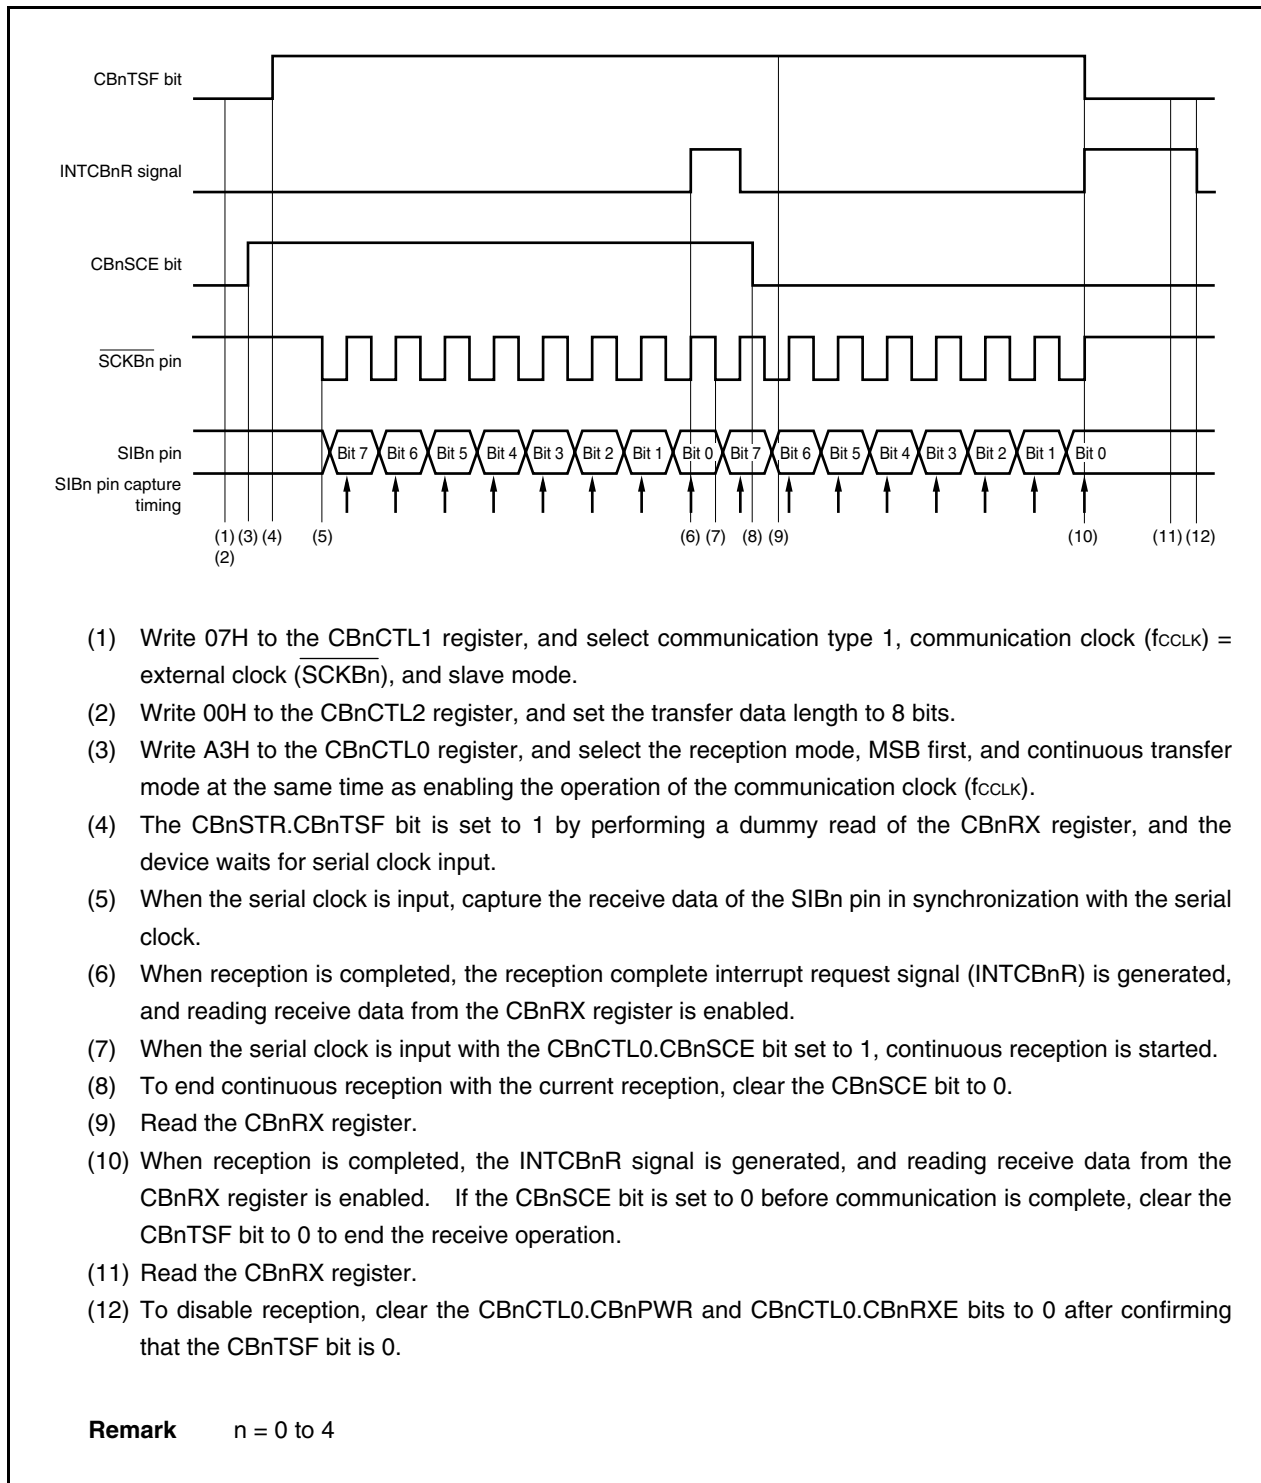 CBnTSF bit
INTCBnR signal
CBnSCE bit
SCKBn pin
SIBn pin
Bit 7 Bit 6 Bit 5 Bit 4 Bit 3 Bit 2 Bit 1 Bit 0 Bit 7 Bit 6 Bit 5 Bit 4 Bit 3 Bit 2 Bit 1 Bit 0
SIBn pin capture
timing
(1) (3) (4) (5) (6) (7) (8) (9) (10) (11) (12)
(2)
(1) Write 07H to the CBnCTL1 register, and select communication type 1, communication clock (fCCLK) =
external clock (SCKBn), and slave mode.
(2) Write 00H to the CBnCTL2 register, and set the transfer data length to 8 bits.
(3) Write A3H to the CBnCTL0 register, and select the reception mode, MSB first, and continuous transfer
mode at the same time as enabling the operation of the communication clock (fCCLK).
(4) The CBnSTR.CBnTSF bit is set to 1 by performing a dummy read of the CBnRX register, and the
device waits for serial clock input.
(5) When the serial clock is input, capture the receive data of the SIBn pin in synchronization with the serial
clock.
(6) When reception is completed, the reception complete interrupt request signal (INTCBnR) is generated,
and reading receive data from the CBnRX register is enabled.
(7) When the serial clock is input with the CBnCTL0.CBnSCE bit set to 1, continuous reception is started.
(8) To end continuous reception with the current reception, clear the CBnSCE bit to 0.
(9) Read the CBnRX register.
(10) When reception is completed, the INTCBnR signal is generated, and reading receive data from the
CBnRX register is enabled. If the CBnSCE bit is set to 0 before communication is complete, clear the
CBnTSF bit to 0 to end the receive operation.
(11) Read the CBnRX register.
(12) To disable reception, clear the CBnCTL0.CBnPWR and CBnCTL0.CBnRXE bits to 0 after confirming
that the CBnTSF bit is 0.
Remark n = 0 to 4